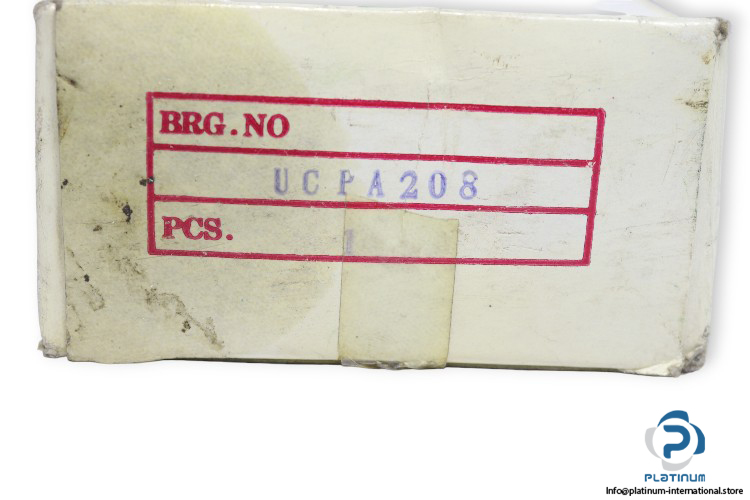 BRG.NO
UCPA208
PCS.
1
PLATINUM
Info@platinum-international.store